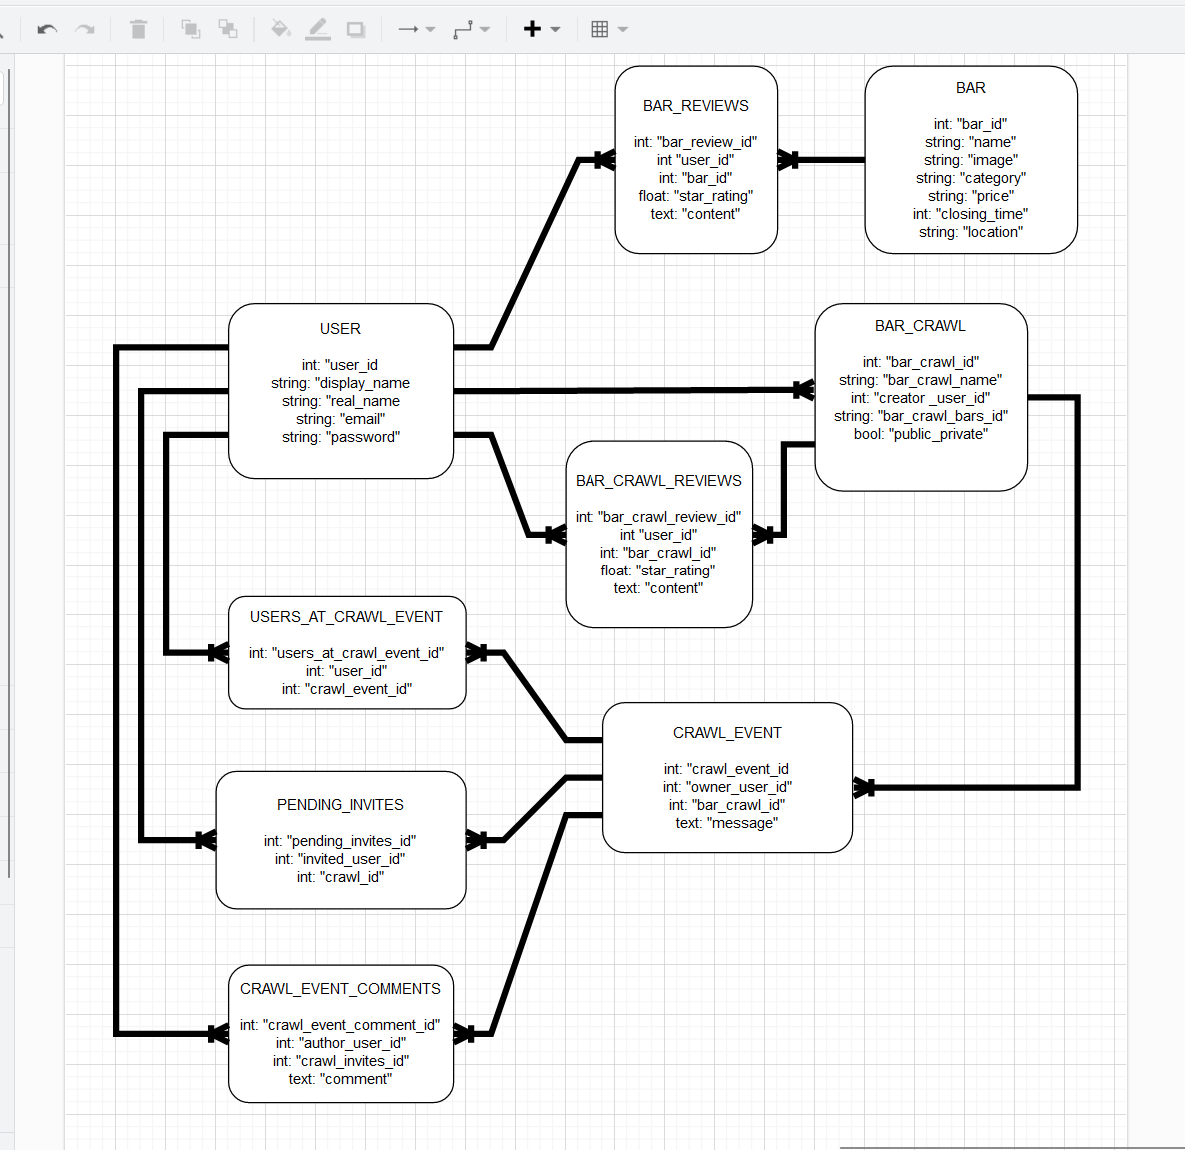 BAR_REVIEWS
int: "bar_review_id"
int "user_id"
int: "bar_id"
float: "star_rating"
text: "content"
BAR
int: "bar_id"
string: "name"
string: "image"
string: "category"
string: "price"
int: "closing_time"
string: "location"
USER
int: "user_id
string: "display_name
string: "real_name
string: "email"
string: "password"
BAR_CRAWL
int: "bar_crawl_id"
string: "bar_crawl_name"
int: "creator _user_id"
string: "bar_crawl_bars_id"
bool: "public_private"
BAR_CRAWL_REVIEWS
int: "bar_crawl_review_id"
int "user_id"
int: "bar_crawl_id"
float: "star_rating"
text: "content"
USERS_AT_CRAWL_EVENT
int: "users_at_crawl_event_id"
int: "user_id"
int: "crawl_event_id"
CRAWL_EVENT
int: "crawl_event_id
int: "owner_user_id"
int: "bar_crawl_id"
text: "message"
PENDING_INVITES
int: "pending_invites_id"
int: "invited_user_id"
int: "crawl_id"
CRAWL_EVENT_COMMENTS
int: "crawl_event_comment_id"
int: "author_user_id"
int: "crawl_invites_id"
text: "comment"